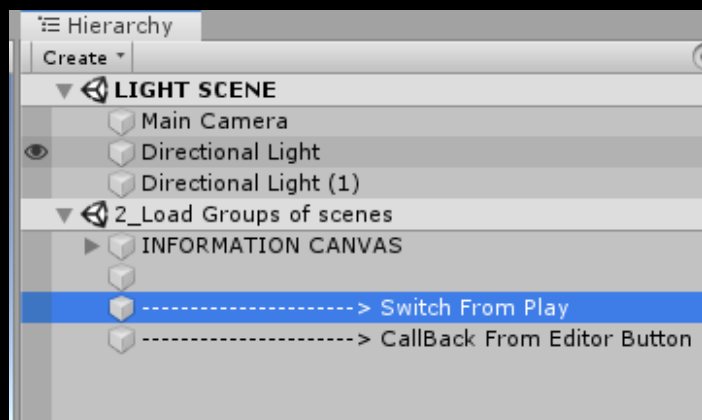 Hierarchy
Create
LIGHT SCENE
Main Camera
Directional Light
Directional Light (1)
2_Load Groups of scenes
INFORMATION CANVAS
----------------------> Switch From Play
----------------------> CallBack From Editor Button